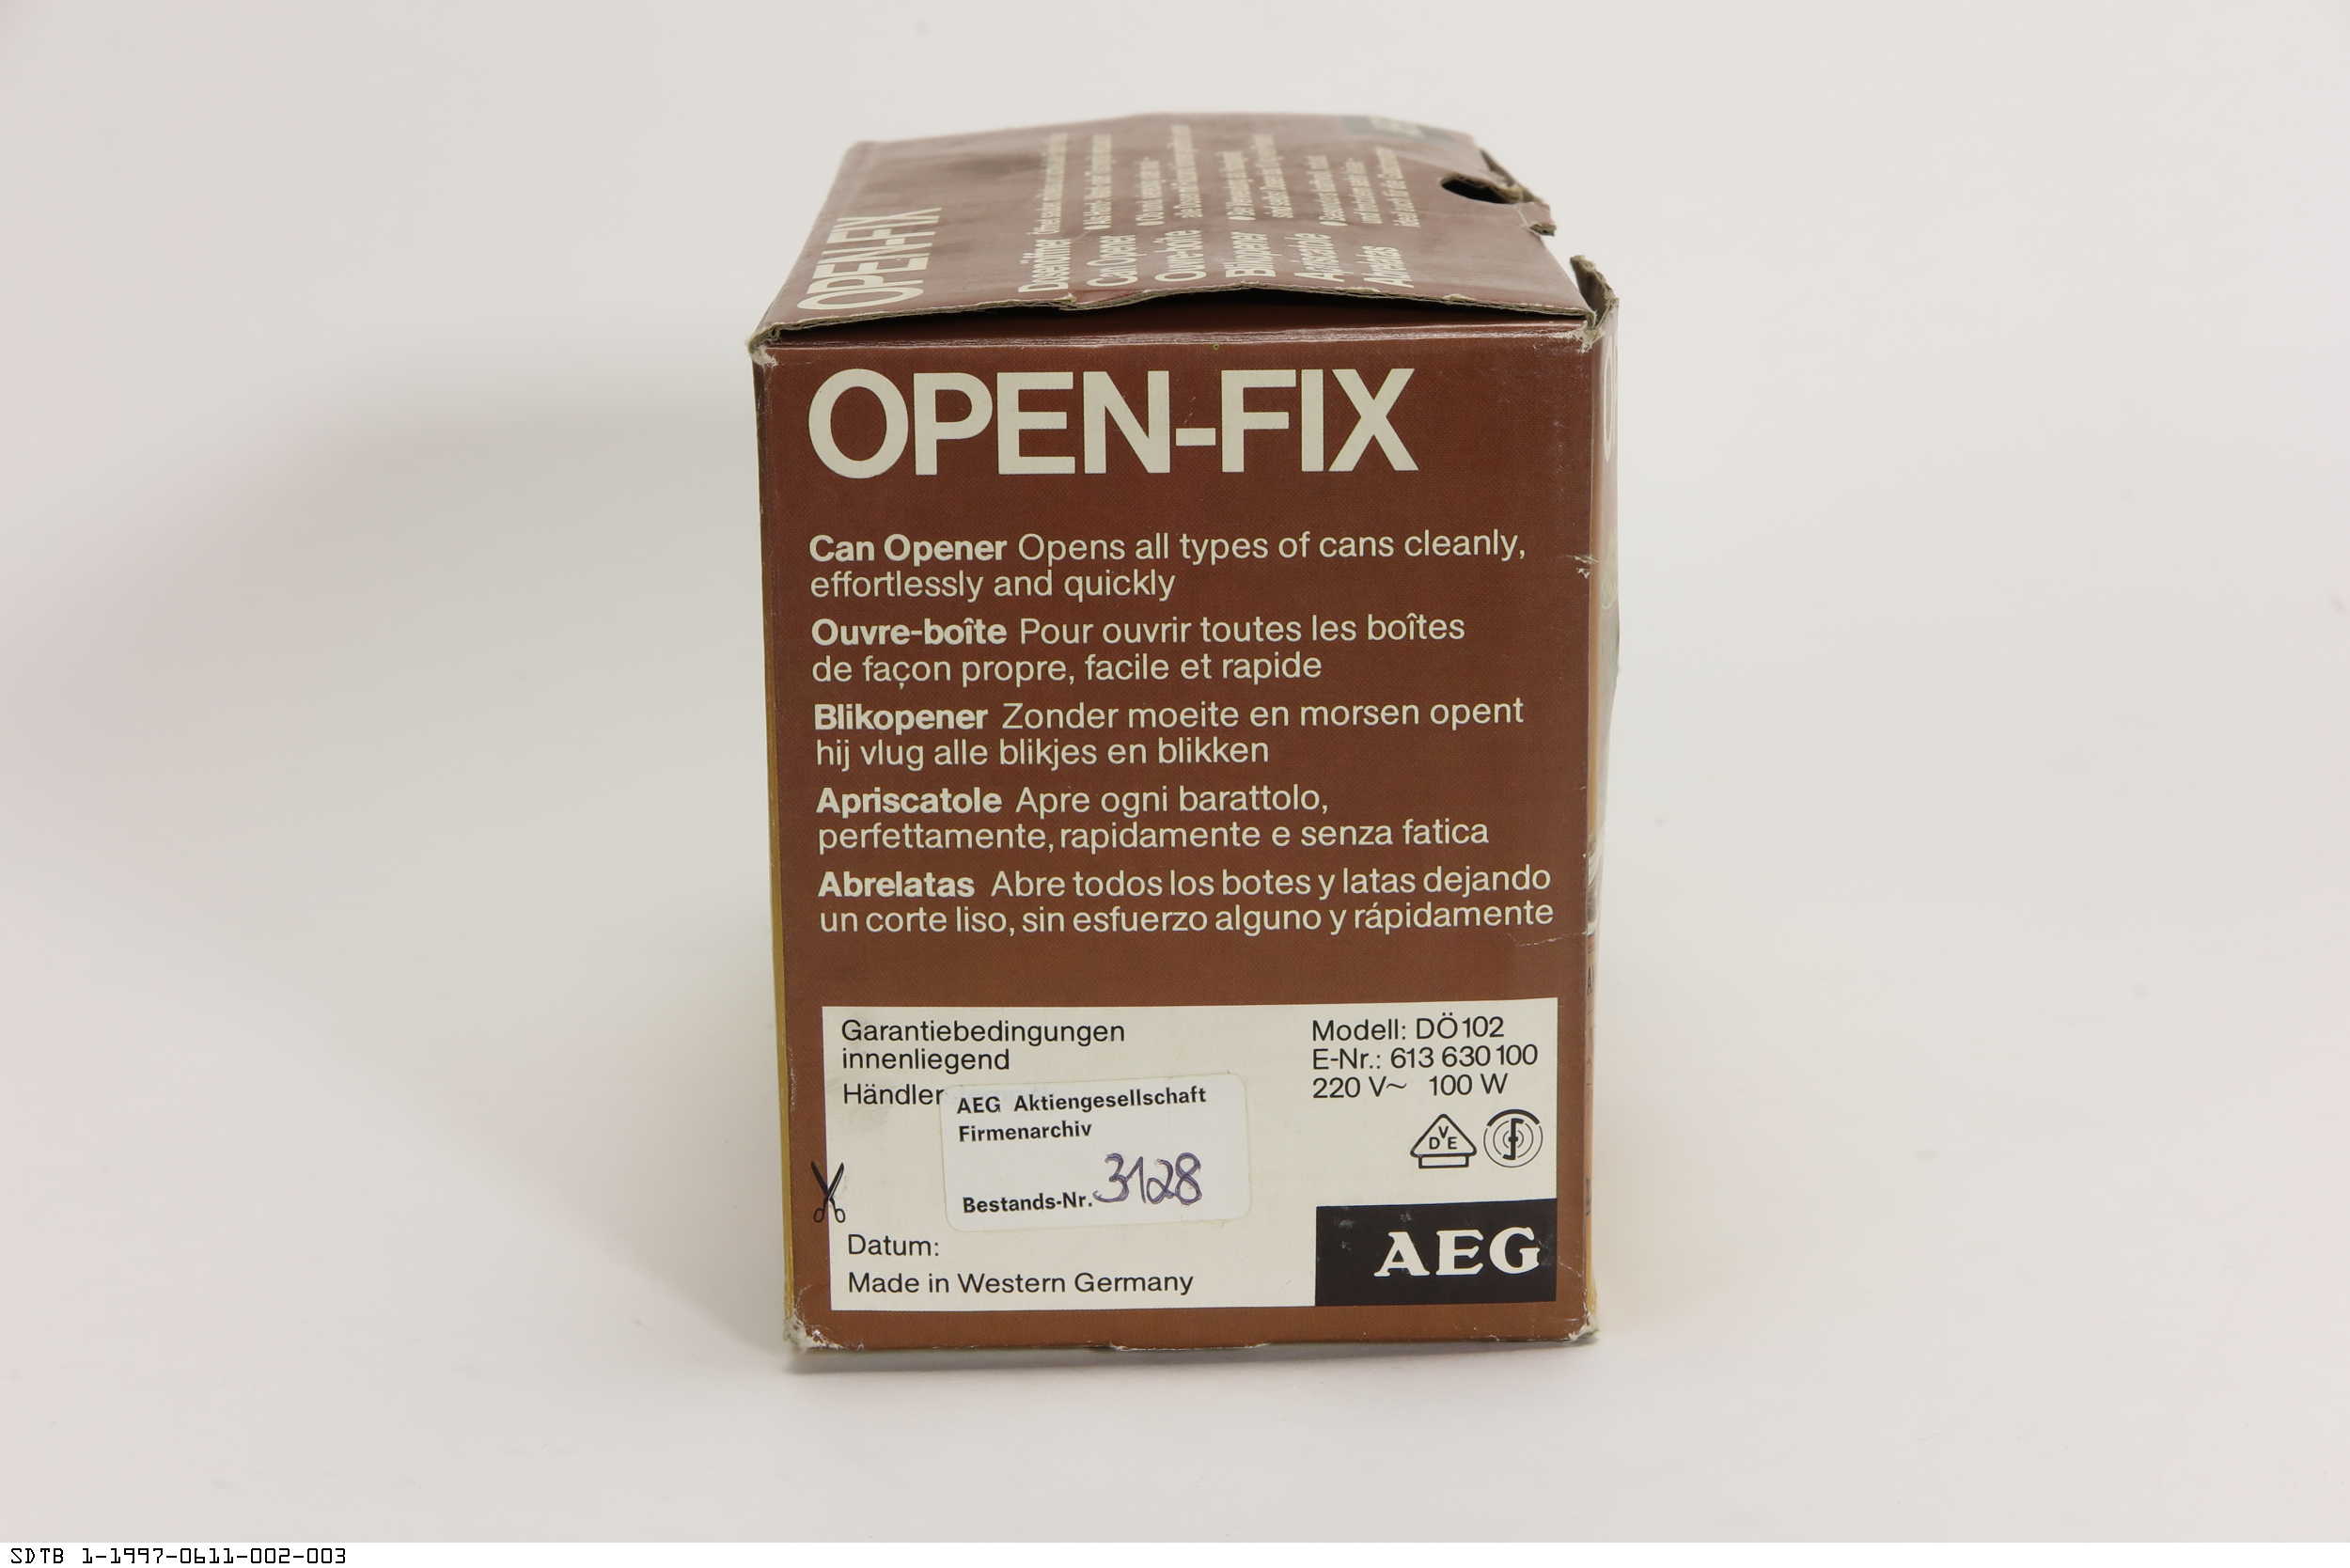 OPEN-FIX
Dosenöffner
Can Opener
Ouvre-boîte
Blikopener
Apriscatole
Abrelatas
OPEN-FIX
Can Opener Opens all types of cans cleanly,
effortlessly and quickly
Ouvre-boîte Pour ouvrir toutes les boîtes
de façon propre, facile et rapide
Blikopener Zonder moeite en morsen opent
hij vlug alle blikjes en blikken
Apriscatole Apre ogni barattolo,
perfettamente, rapidamente e senza fatica
Abrelatas Abre todos los botes y latas dejando
un corte liso, sin esfuerzo alguno y rápidamente
Garantiebedingungen
innenliegend
Händler
AEG Aktiengesellschaft
Firmenarchiv
Bestands-Nr. 3128
Datum:
Made in Western Germany
Modell: DÖ 102
E-Nr.: 613 630 100
220 V~ 100 W
DVE
AEG
SDTB 1-1997-0611-002-003